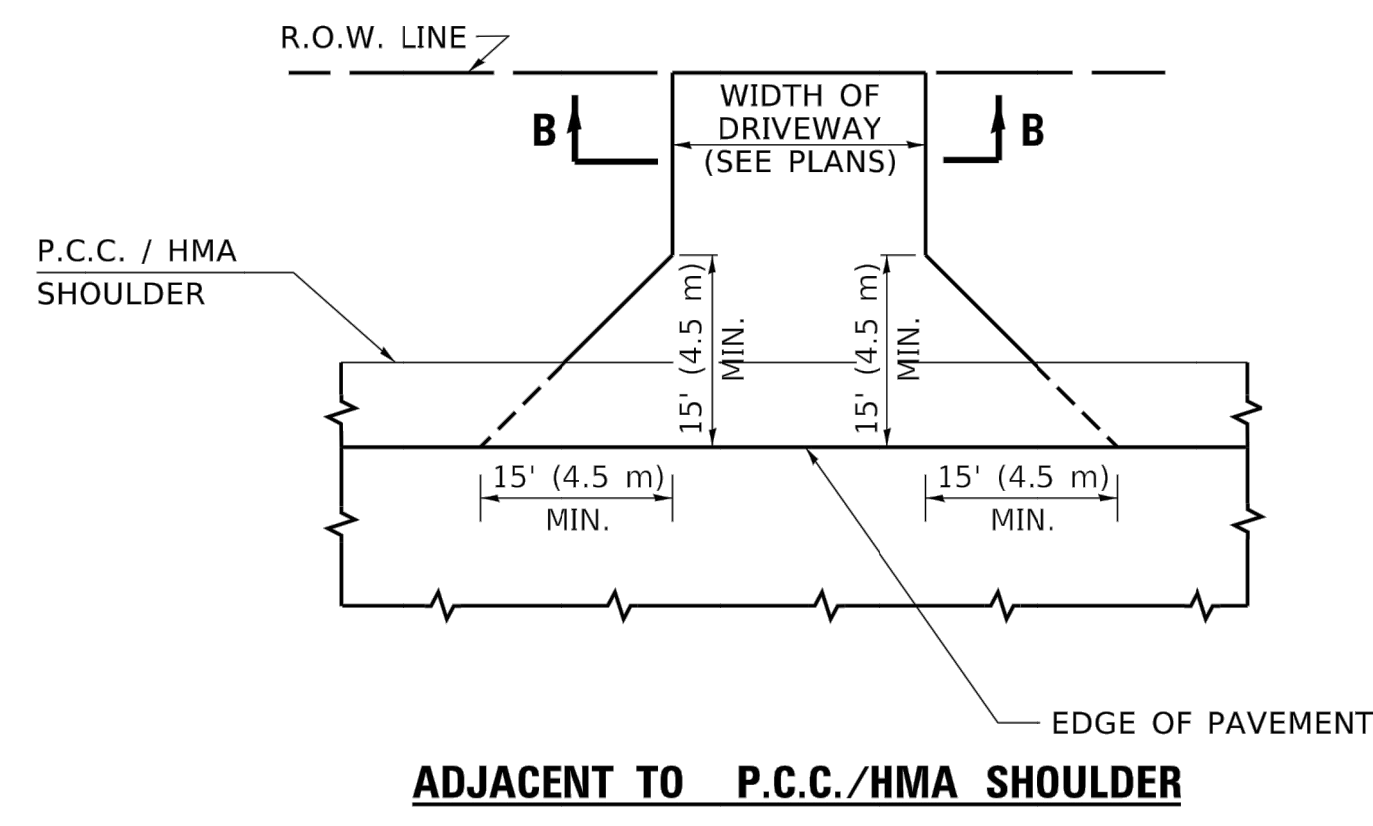 R.O.W. LINE
WIDTH OF
DRIVEWAY
(SEE PLANS)
B
B
P.C.C. / HMA
SHOULDER
15' (4.5 m)
MIN.
15' (4.5 m)
MIN.
15' (4.5 m)
MIN.
15' (4.5 m)
MIN.
EDGE OF PAVEMENT
ADJACENT TO P.C.C./HMA SHOULDER